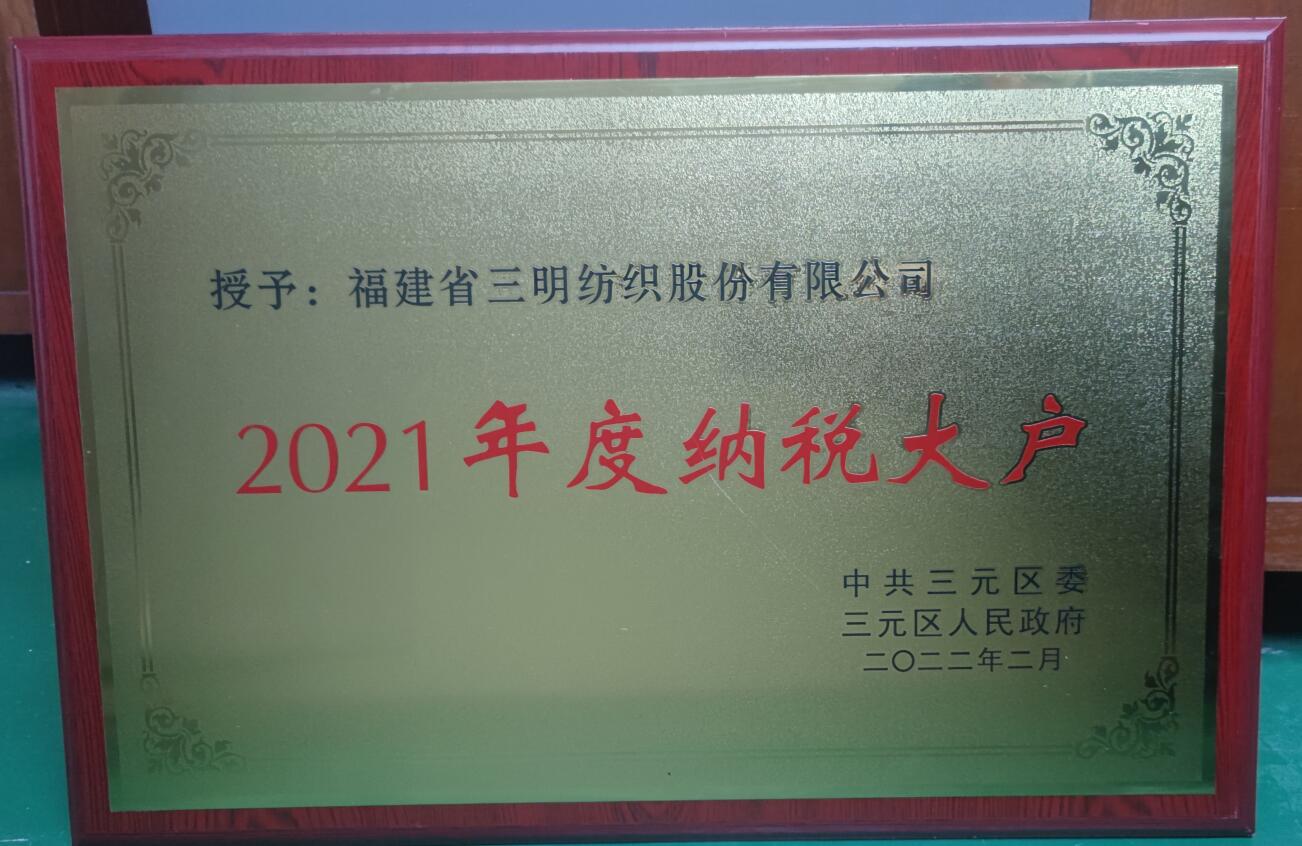 授予：福建省三明纺织股份有限公司
2021年度纳税大户
中共三元区委
三元区人民政府
二〇二二年二月